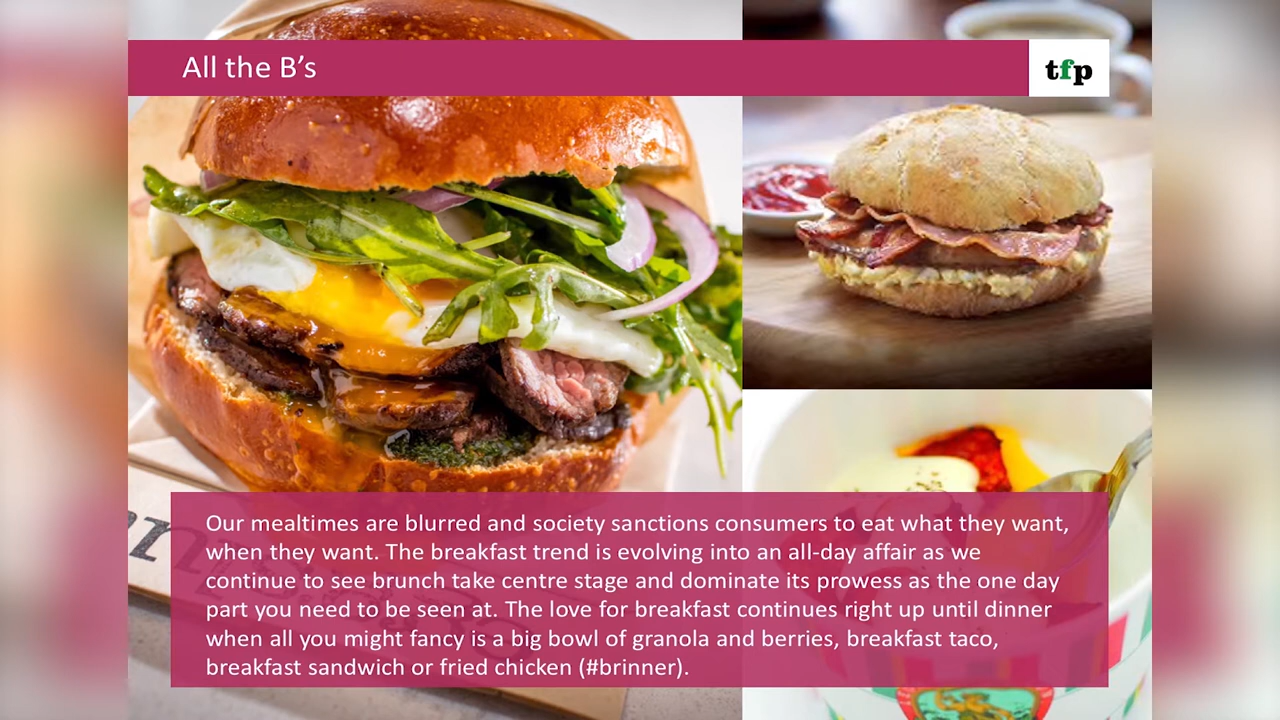 All the B’s
tfp
Our mealtimes are blurred and society sanctions consumers to eat what they want,
when they want. The breakfast trend is evolving into an all-day affair as we
continue to see brunch take centre stage and dominate its prowess as the one day
part you need to be seen at. The love for breakfast continues right up until dinner
when all you might fancy is a big bowl of granola and berries, breakfast taco,
breakfast sandwich or fried chicken (#brinner).